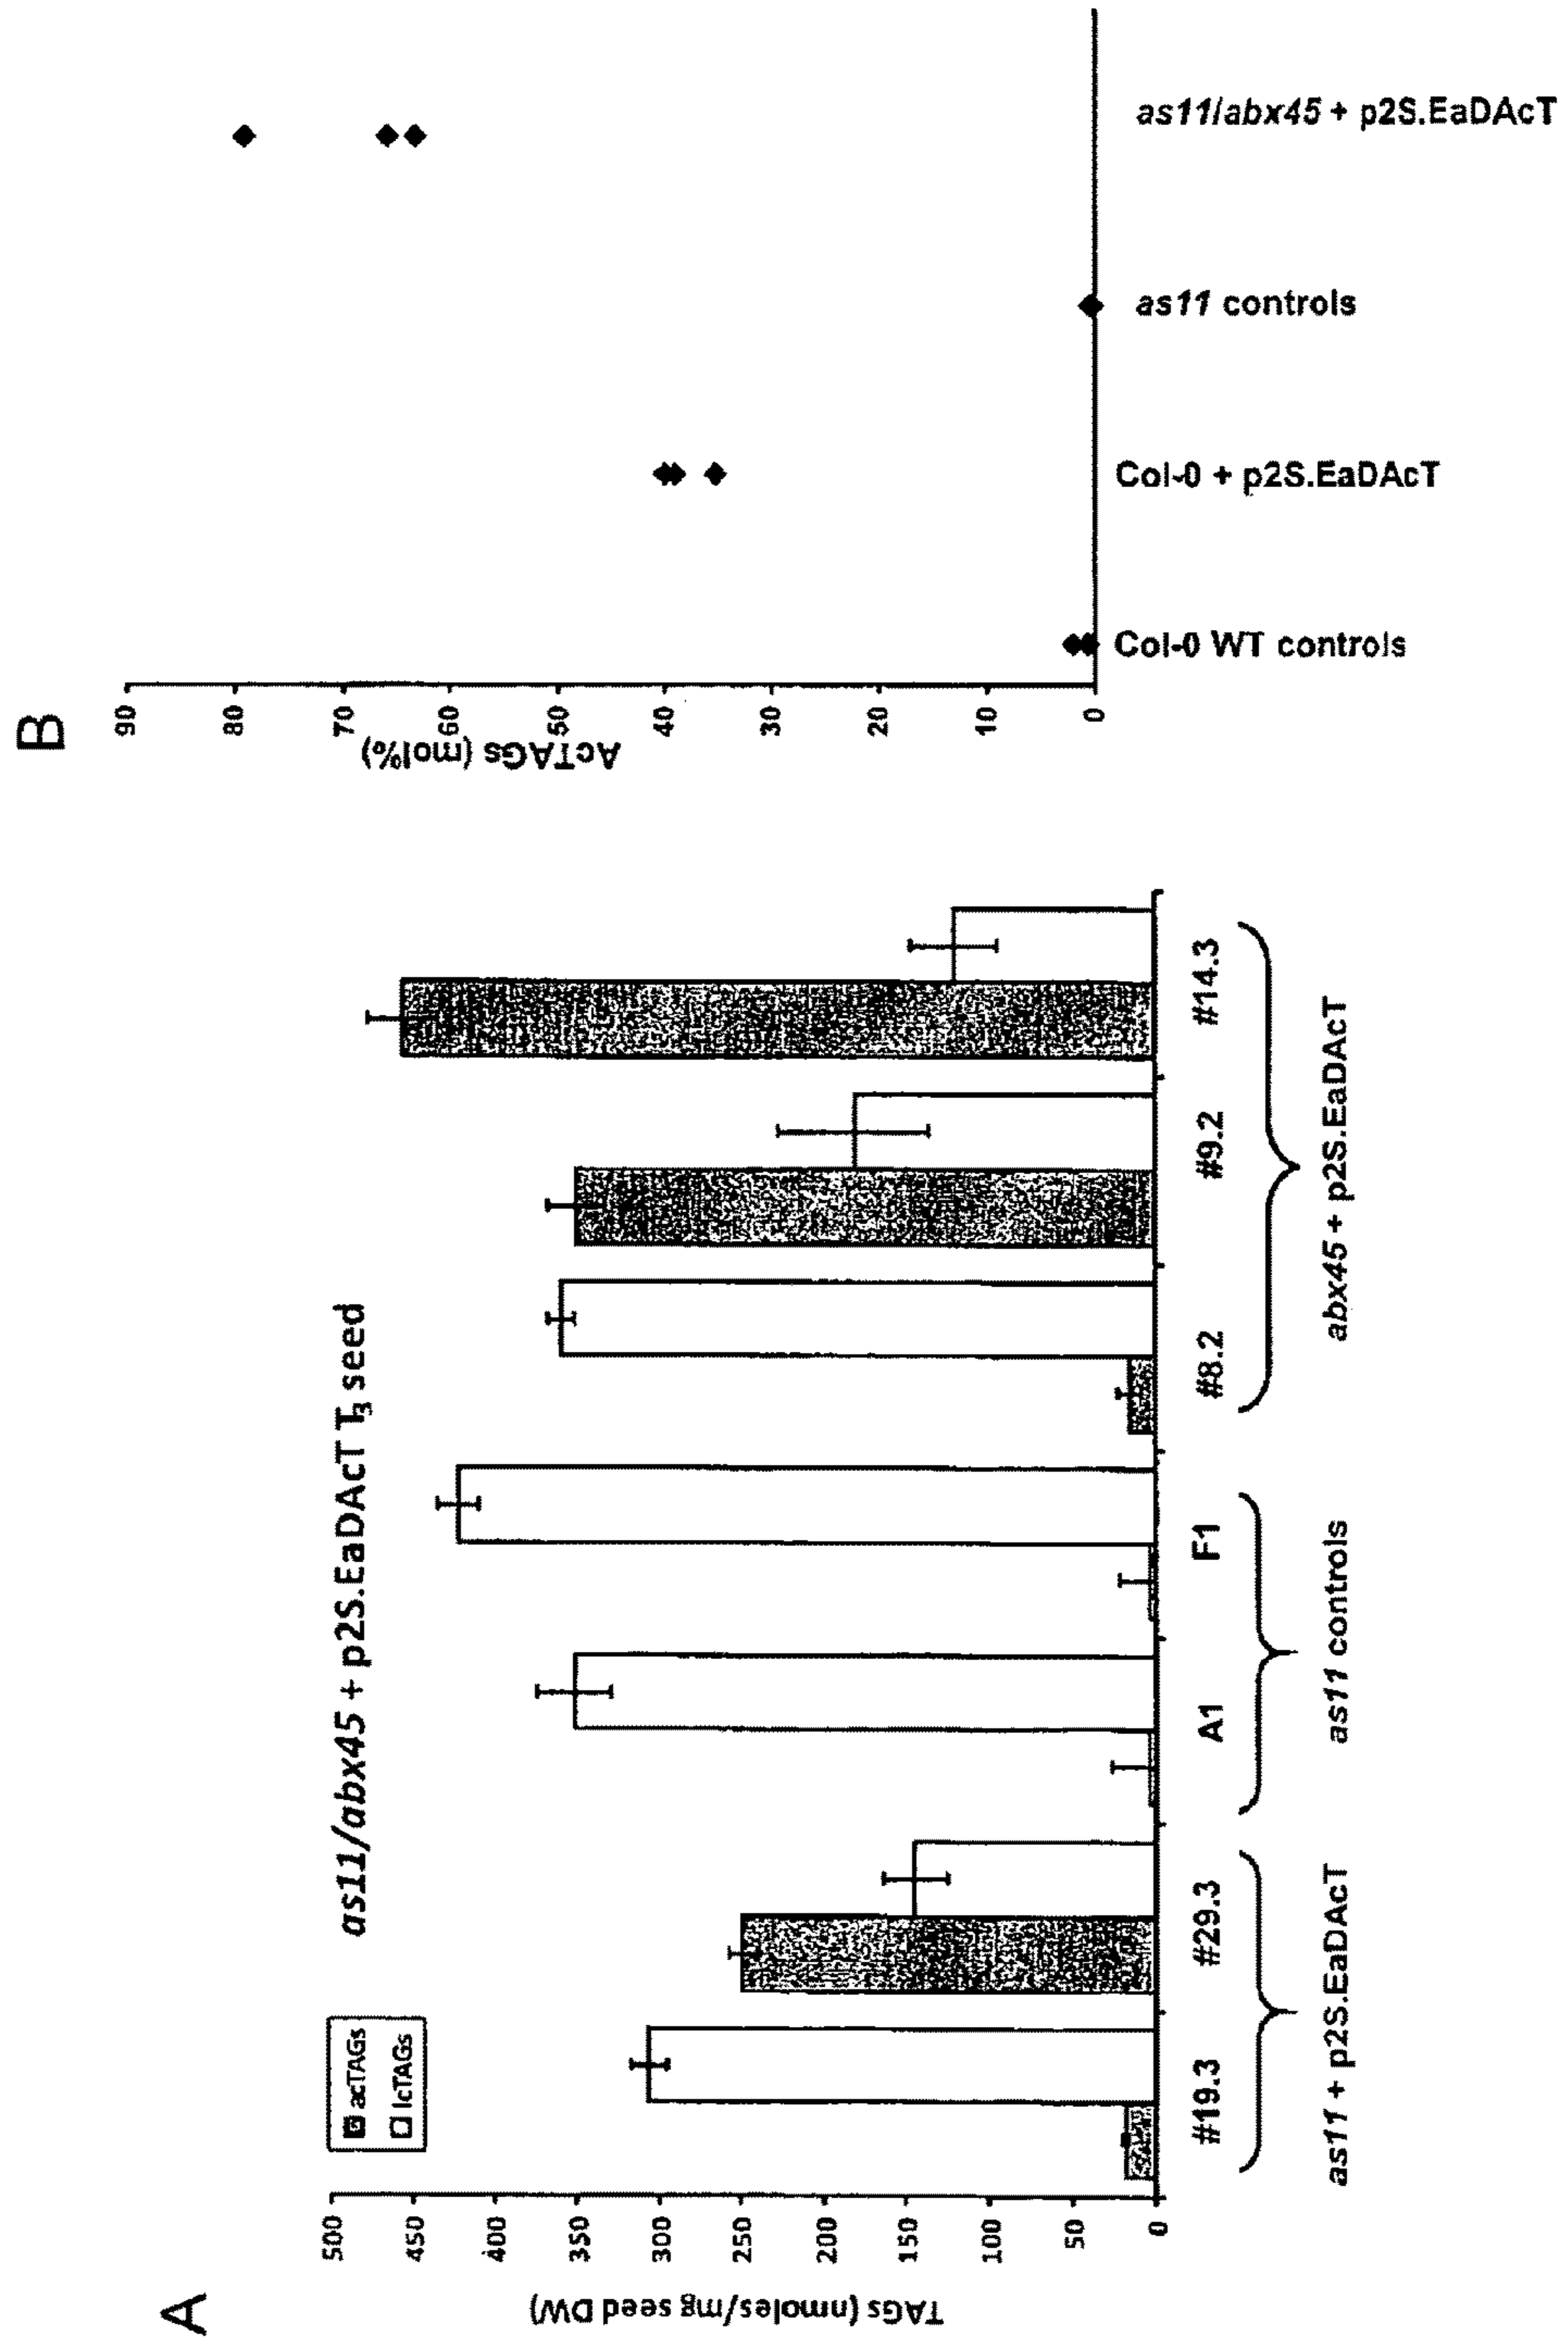 A
as11/abx45 + p2S.EaDAcT T3 seed
acTAGs
lcTAGs
TAGs (nmoles/mg seed DW)
500
450
400
350
300
250
200
150
100
50
0
#19.3
#29.3
A1
F1
#8.2
#9.2
#14.3
as11 + p2S.EaDAcT
as11 controls
abx45 + p2S.EaDAcT
B
AcTAGs (mol%)
90
80
70
60
50
40
30
20
10
0
Col-0 WT controls
Col-0 + p2S.EaDAcT
as11 controls
as11/abx45 + p2S.EaDAcT